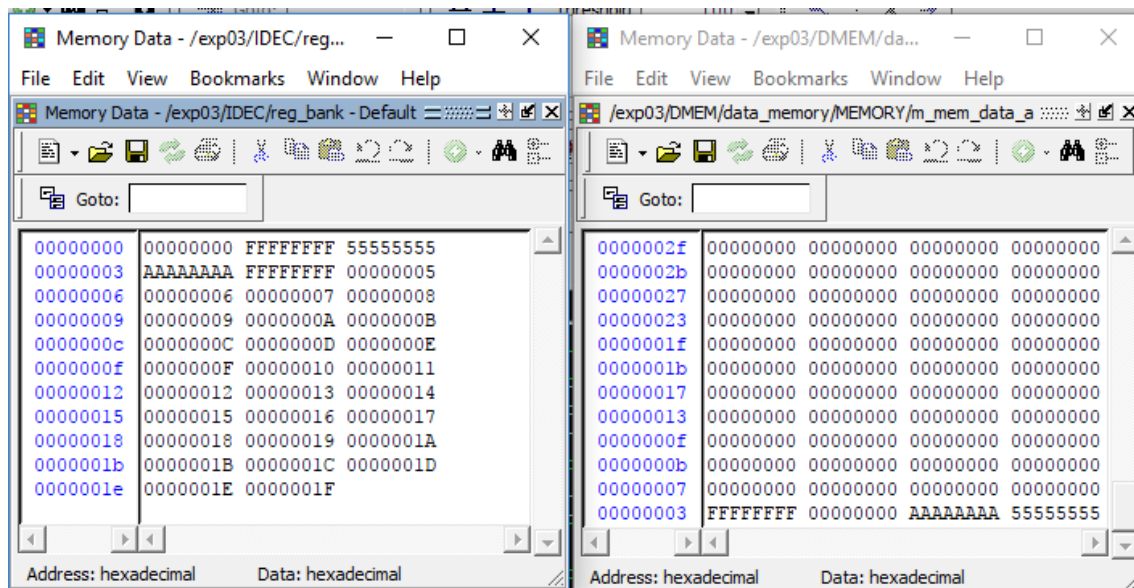 Memory Data - /exp03/IDEC/reg...
File Edit View Bookmarks Window Help
Memory Data - /exp03/IDEC/reg_bank - Default
Goto:
00000000 00000000 FFFFFFFF 55555555
00000003 AAAAAAAA FFFFFFFF 00000005
00000006 00000006 00000007 00000008
00000009 00000009 0000000A 0000000B
0000000c 0000000C 0000000D 0000000E
0000000f 0000000F 00000010 00000011
00000012 00000012 00000013 00000014
00000015 00000015 00000016 00000017
00000018 00000018 00000019 0000001A
0000001b 0000001B 0000001C 0000001D
0000001e 0000001E 0000001F
Address: hexadecimal Data: hexadecimal
Memory Data - /exp03/DMEM/da...
File Edit View Bookmarks Window Help
/exp03/DMEM/data_memory/MEMORY/m_mem_data_a
Goto:
0000002f 00000000 00000000 00000000 00000000
0000002b 00000000 00000000 00000000 00000000
00000027 00000000 00000000 00000000 00000000
00000023 00000000 00000000 00000000 00000000
0000001f 00000000 00000000 00000000 00000000
0000001b 00000000 00000000 00000000 00000000
00000017 00000000 00000000 00000000 00000000
00000013 00000000 00000000 00000000 00000000
0000000f 00000000 00000000 00000000 00000000
0000000b 00000000 00000000 00000000 00000000
00000007 00000000 00000000 00000000 00000000
00000003 FFFFFFFF 00000000 AAAAAAAA 55555555
Address: hexadecimal Data: hexadecimal